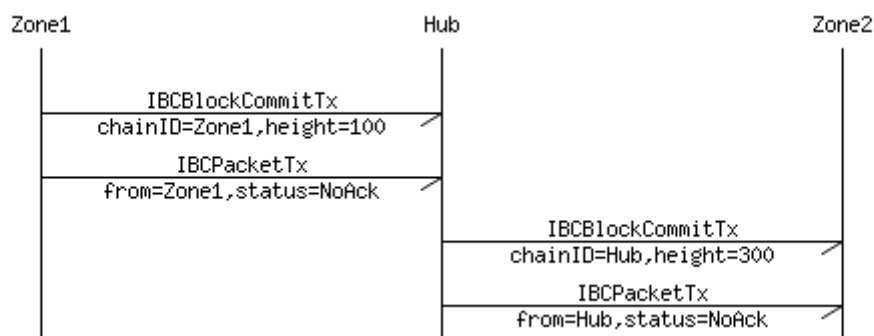 Zone1 Hub Zone2
IBCBlockCommitTx
chainID=Zone1,height=100
IBCPacketTx
from=Zone1,status=NoAck
IBCBlockCommitTx
chainID=Hub,height=300
IBCPacketTx
from=Hub,status=NoAck